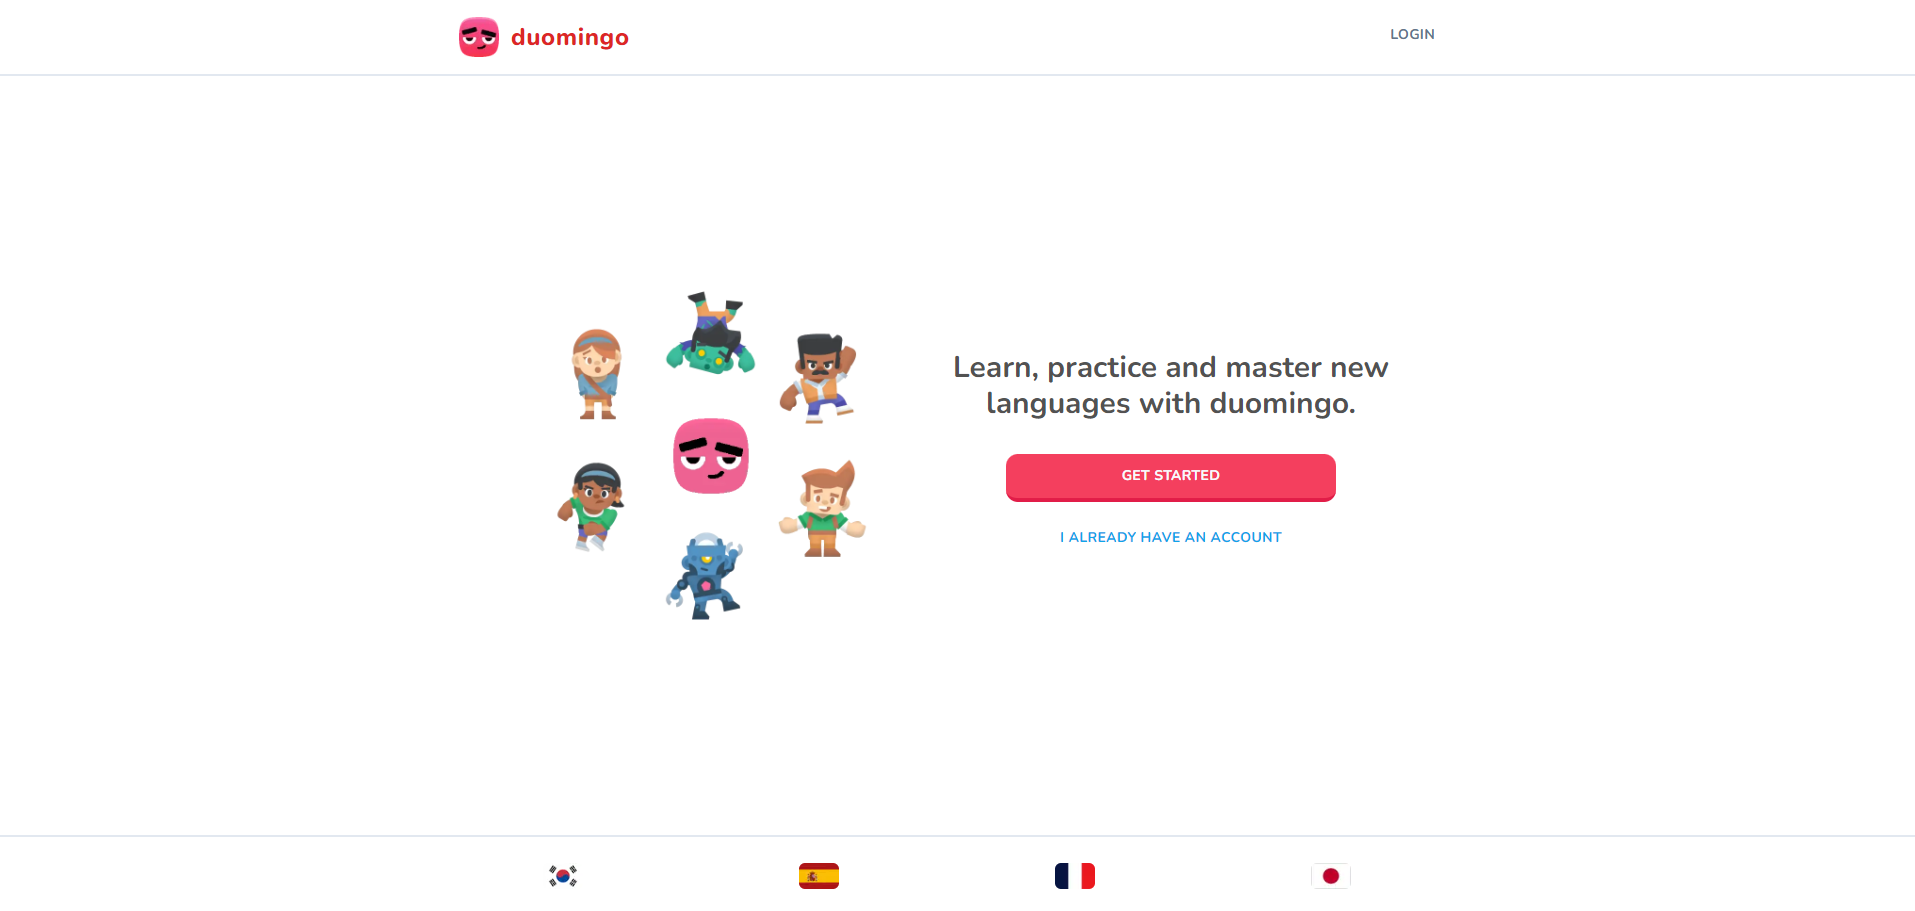 duomingo
LOGIN
Learn, practice and master new
languages with duomingo.
GET STARTED
I ALREADY HAVE AN ACCOUNT